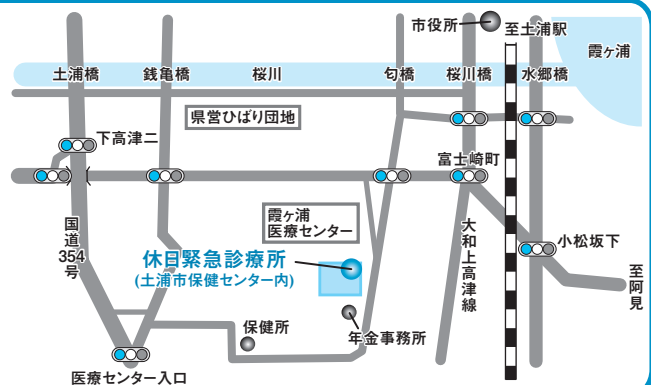 市役所
至土浦駅
霞ヶ浦
土浦橋
銭亀橋
桜川
匂橋
桜川橋
水郷橋
県営ひばり団地
下高津二
富士崎町
霞ヶ浦
医療センター
国道354号
大和上高津線
小松坂下
休日緊急診療所
(土浦市保健センター内)
至阿見
保健所
年金事務所
医療センター入口